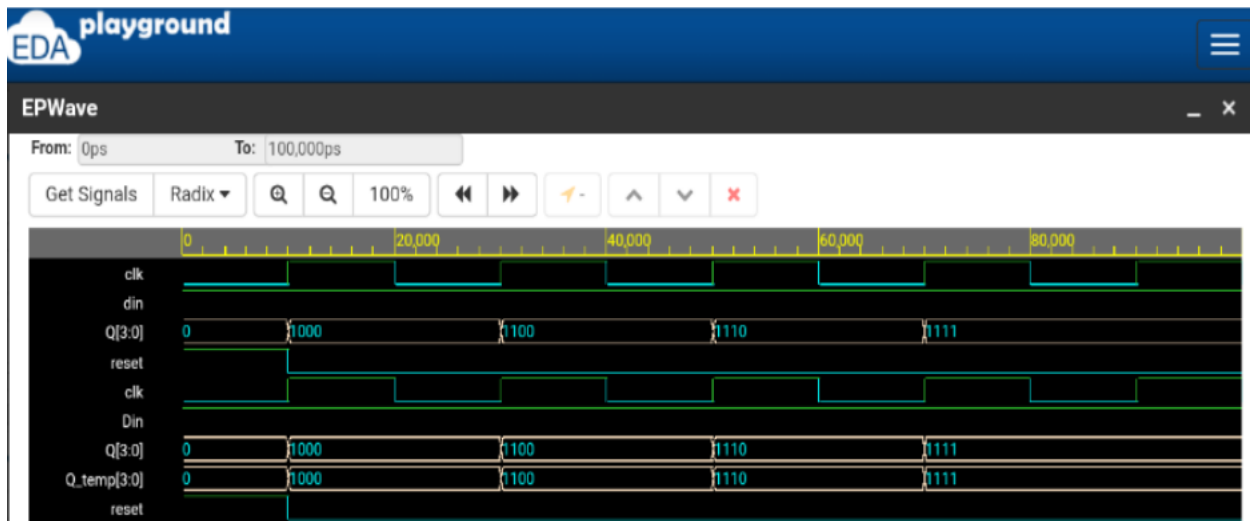 EDA playground
EPWave
From: 0ps To: 100,000ps
Get Signals Radix 100% -
0 20,000 40,000 60,000 80,000
clk
din
Q[3:0] 0 1000 1100 1110 1111
reset
clk
Din
Q[3:0] 0 1000 1100 1110 1111
Q_temp[3:0] 0 1000 1100 1110 1111
reset